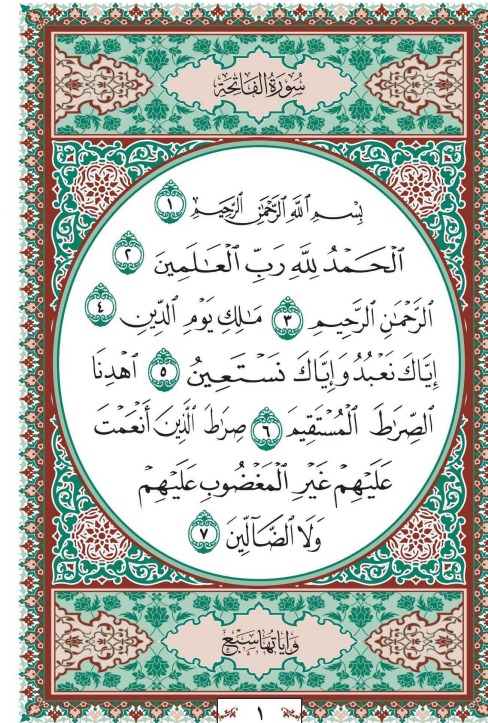 سُورَةُ الفَاتِحَةِ
بِسْمِ ٱللَّهِ ٱلرَّحْمَٰنِ ٱلرَّحِيمِ ١
ٱلْحَمْدُ لِلَّهِ رَبِّ ٱلْعَٰلَمِينَ ٢
ٱلرَّحْمَٰنِ ٱلرَّحِيمِ ٣ مَٰلِكِ يَوْمِ ٱلدِّينِ ٤
إِيَّاكَ نَعْبُدُ وَإِيَّاكَ نَسْتَعِينُ ٥ ٱهْدِنَا
ٱلصِّرَٰطَ ٱلْمُسْتَقِيمَ ٦ صِرَٰطَ ٱلَّذِينَ أَنْعَمْتَ
عَلَيْهِمْ غَيْرِ ٱلْمَغْضُوبِ عَلَيْهِمْ
وَلَا ٱلضَّآلِّينَ ٧
وَآيَاتُهَا سَبْعٌ
١